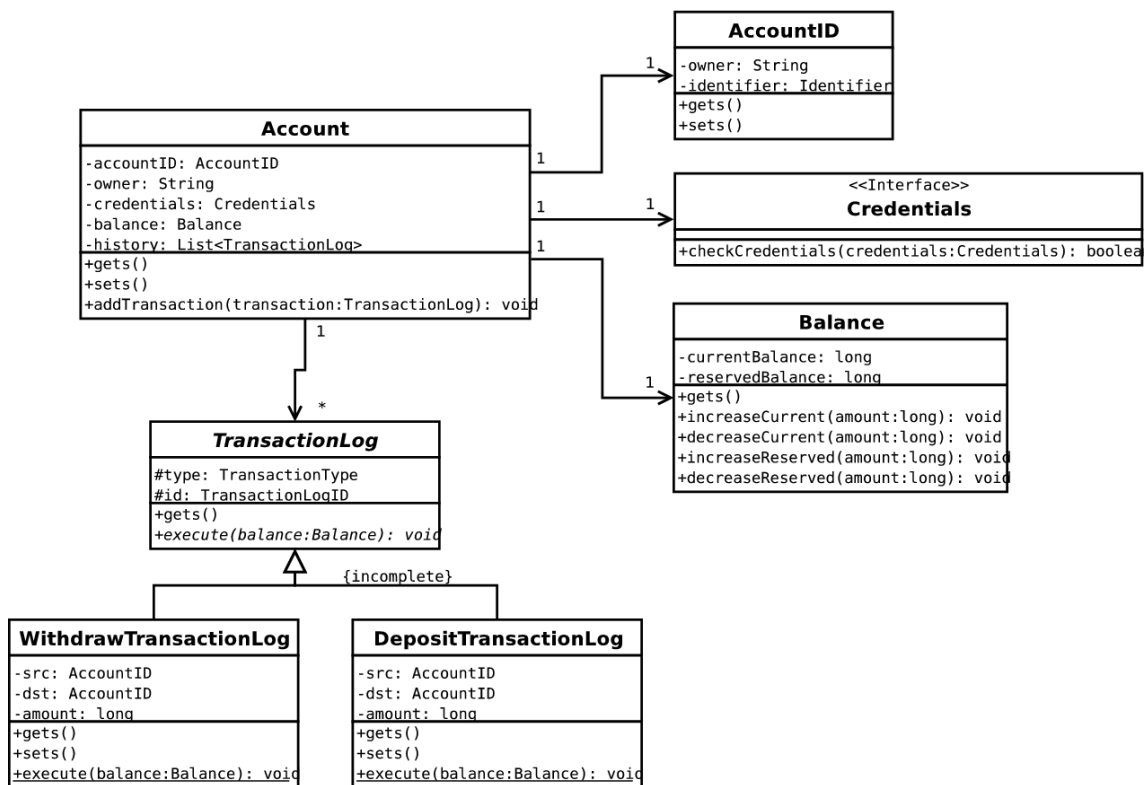 AccountID
-owner: String
-identifier: Identifier
+gets()
+sets()
1
1
Account
-accountID: AccountID
-owner: String
-credentials: Credentials
-balance: Balance
-history: List<TransactionLog>
+gets()
+sets()
+addTransaction(transaction:TransactionLog): void
1
1
<<Interface>>
Credentials
+checkCredentials(credentials:Credentials): boolea
1
1
Balance
-currentBalance: long
-reservedBalance: long
+gets()
+increaseCurrent(amount:long): void
+decreaseCurrent(amount:long): void
+increaseReserved(amount:long): void
+decreaseReserved(amount:long): void
1
*
TransactionLog
#type: TransactionType
#id: TransactionLogID
+gets()
+execute(balance:Balance): void
{incomplete}
WithdrawTransactionLog
-src: AccountID
-dst: AccountID
-amount: long
+gets()
+sets()
+execute(balance:Balance): void
DepositTransactionLog
-src: AccountID
-dst: AccountID
-amount: long
+gets()
+sets()
+execute(balance:Balance): void